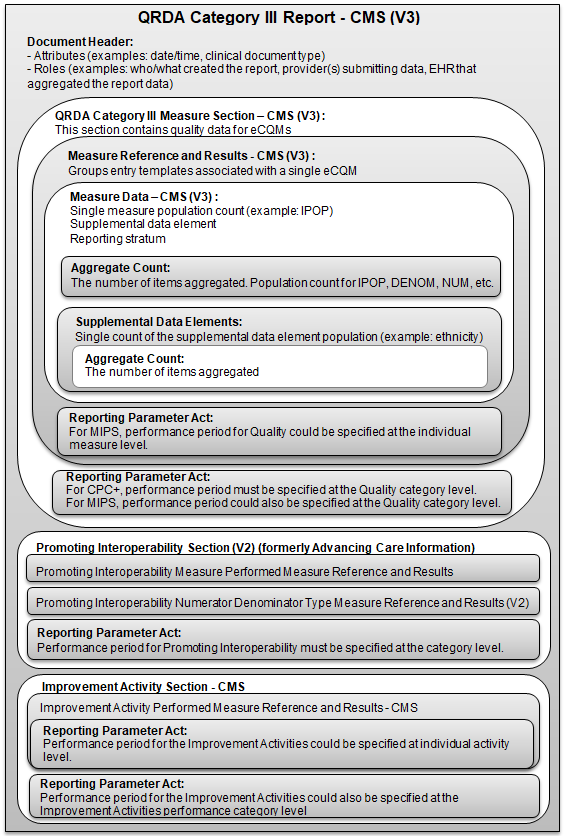 QRDA Category III Report - CMS (V3)
Document Header:
- Attributes (examples: date/time, clinical document type)
- Roles (examples: who/what created the report, provider(s) submitting data, EHR that
aggregated the report data)
QRDA Category III Measure Section – CMS (V3) :
This section contains quality data for eCQMs
Measure Reference and Results - CMS (V3) :
Groups entry templates associated with a single eCQM
Measure Data – CMS (V3) :
Single measure population count (example: IPOP)
Supplemental data element
Reporting stratum
Aggregate Count:
The number of items aggregated. Population count for IPOP, DENOM, NUM, etc.
Supplemental Data Elements:
Single count of the supplemental data element population (example: ethnicity)
Aggregate Count:
The number of items aggregated
Reporting Parameter Act:
For MIPS, performance period for Quality could be specified at the individual
measure level.
Reporting Parameter Act:
For CPC+, performance period must be specified at the Quality category level.
For MIPS, performance period could also be specified at the Quality category level.
Promoting Interoperability Section (V2) (formerly Advancing Care Information)
Promoting Interoperability Measure Performed Measure Reference and Results
Promoting Interoperability Numerator Denominator Type Measure Reference and Results (V2)
Reporting Parameter Act:
Performance period for Promoting Interoperability must be specified at the category level.
Improvement Activity Section - CMS
Improvement Activity Performed Measure Reference and Results - CMS
Reporting Parameter Act:
Performance period for the Improvement Activities could be specified at individual activity
level.
Reporting Parameter Act:
Performance period for the Improvement Activities could also be specified at the
Improvement Activities performance category level